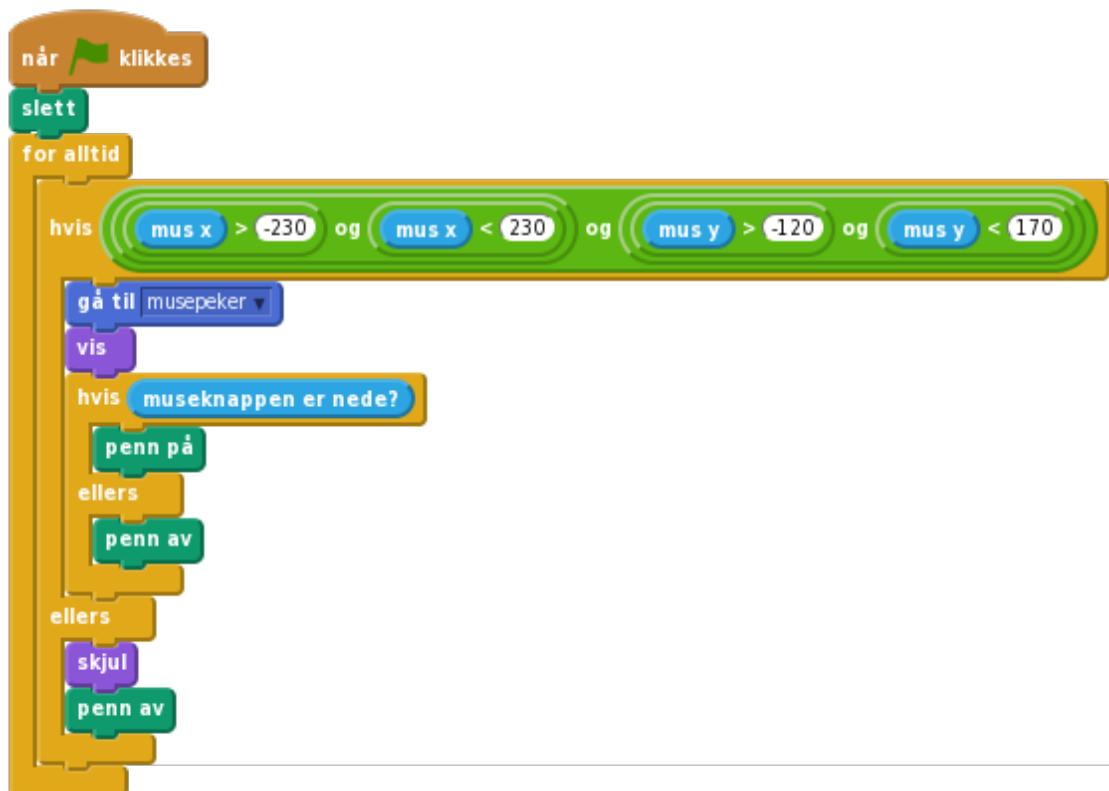 når klikkes
slett
for alltid
hvis mus x > -230 og mus x < 230 og mus y > -120 og mus y < 170
gå til musepeker
vis
hvis museknappen er nede?
penn på
ellers
penn av
ellers
skjul
penn av